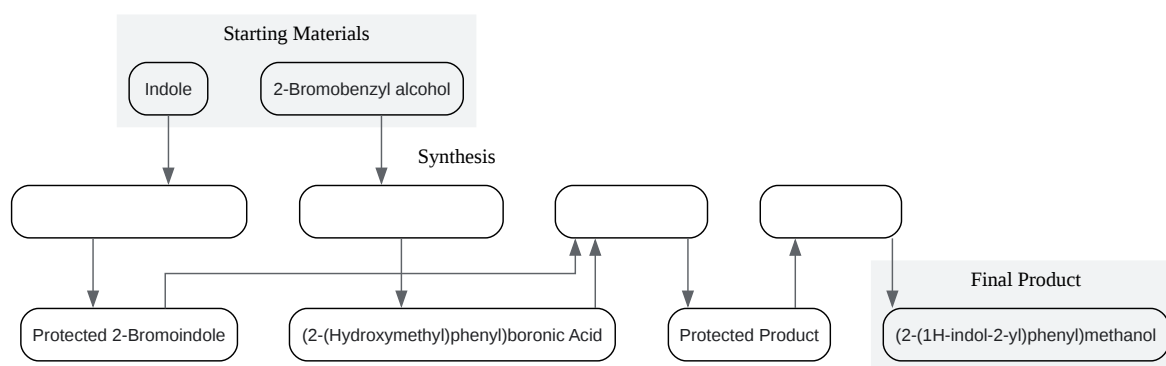 Starting Materials
Indole
2-Bromobenzyl alcohol
Synthesis
Final Product
Protected 2-Bromoindole
(2-(Hydroxymethyl)phenyl)boronic Acid
Protected Product
(2-(1H-indol-2-yl)phenyl)methanol